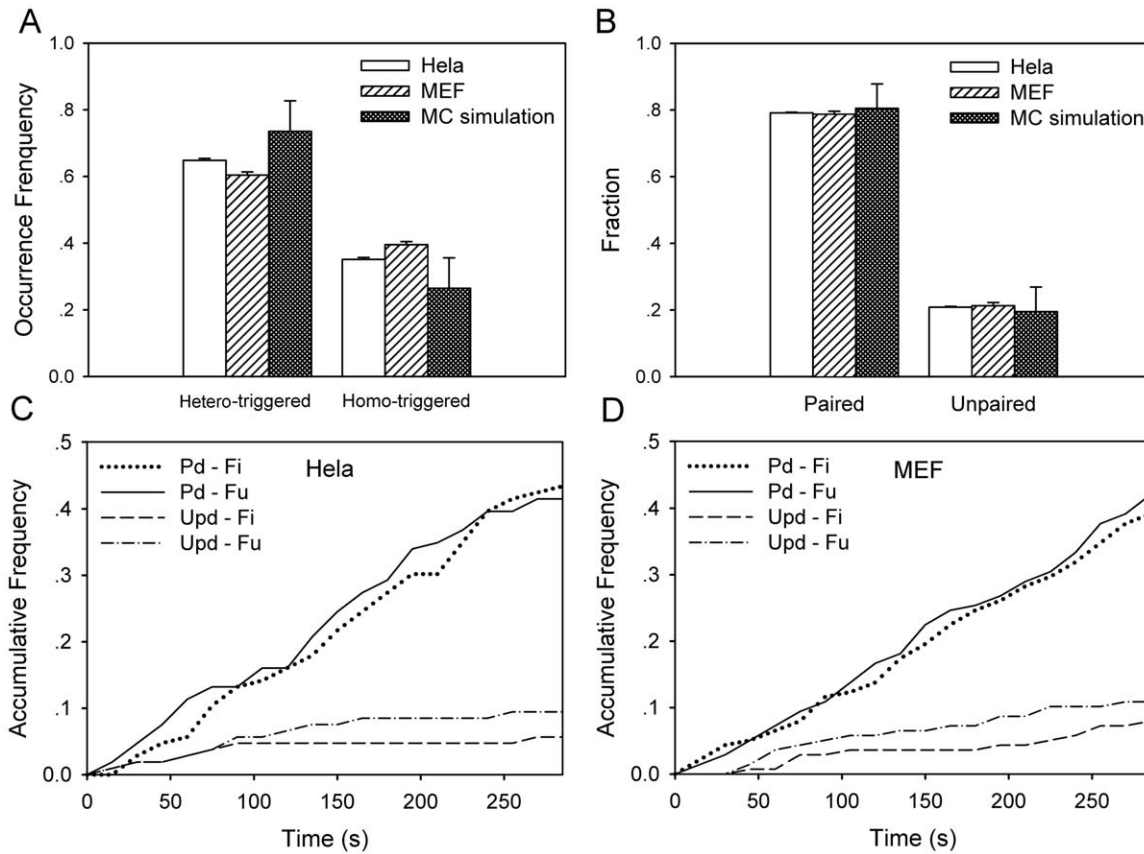 A
Occurrence Frenquency
1.0
.8
.6
.4
.2
0.0
Hela
MEF
MC simulation
Hetero-triggered Homo-triggered
B
Fraction
1.0
.8
.6
.4
.2
0.0
Hela
MEF
MC simulation
Paired Unpaired
C
Accumulative Frequency
.5
.4
.3
.2
.1
0.0
Pd - Fi
Pd - Fu
Upd - Fi
Upd - Fu
Hela
0 50 100 150 200 250
Time (s)
D
Accumulative Frequency
.5
.4
.3
.2
.1
0.0
Pd - Fi
Pd - Fu
Upd - Fi
Upd - Fu
MEF
0 50 100 150 200 250
Time (s)